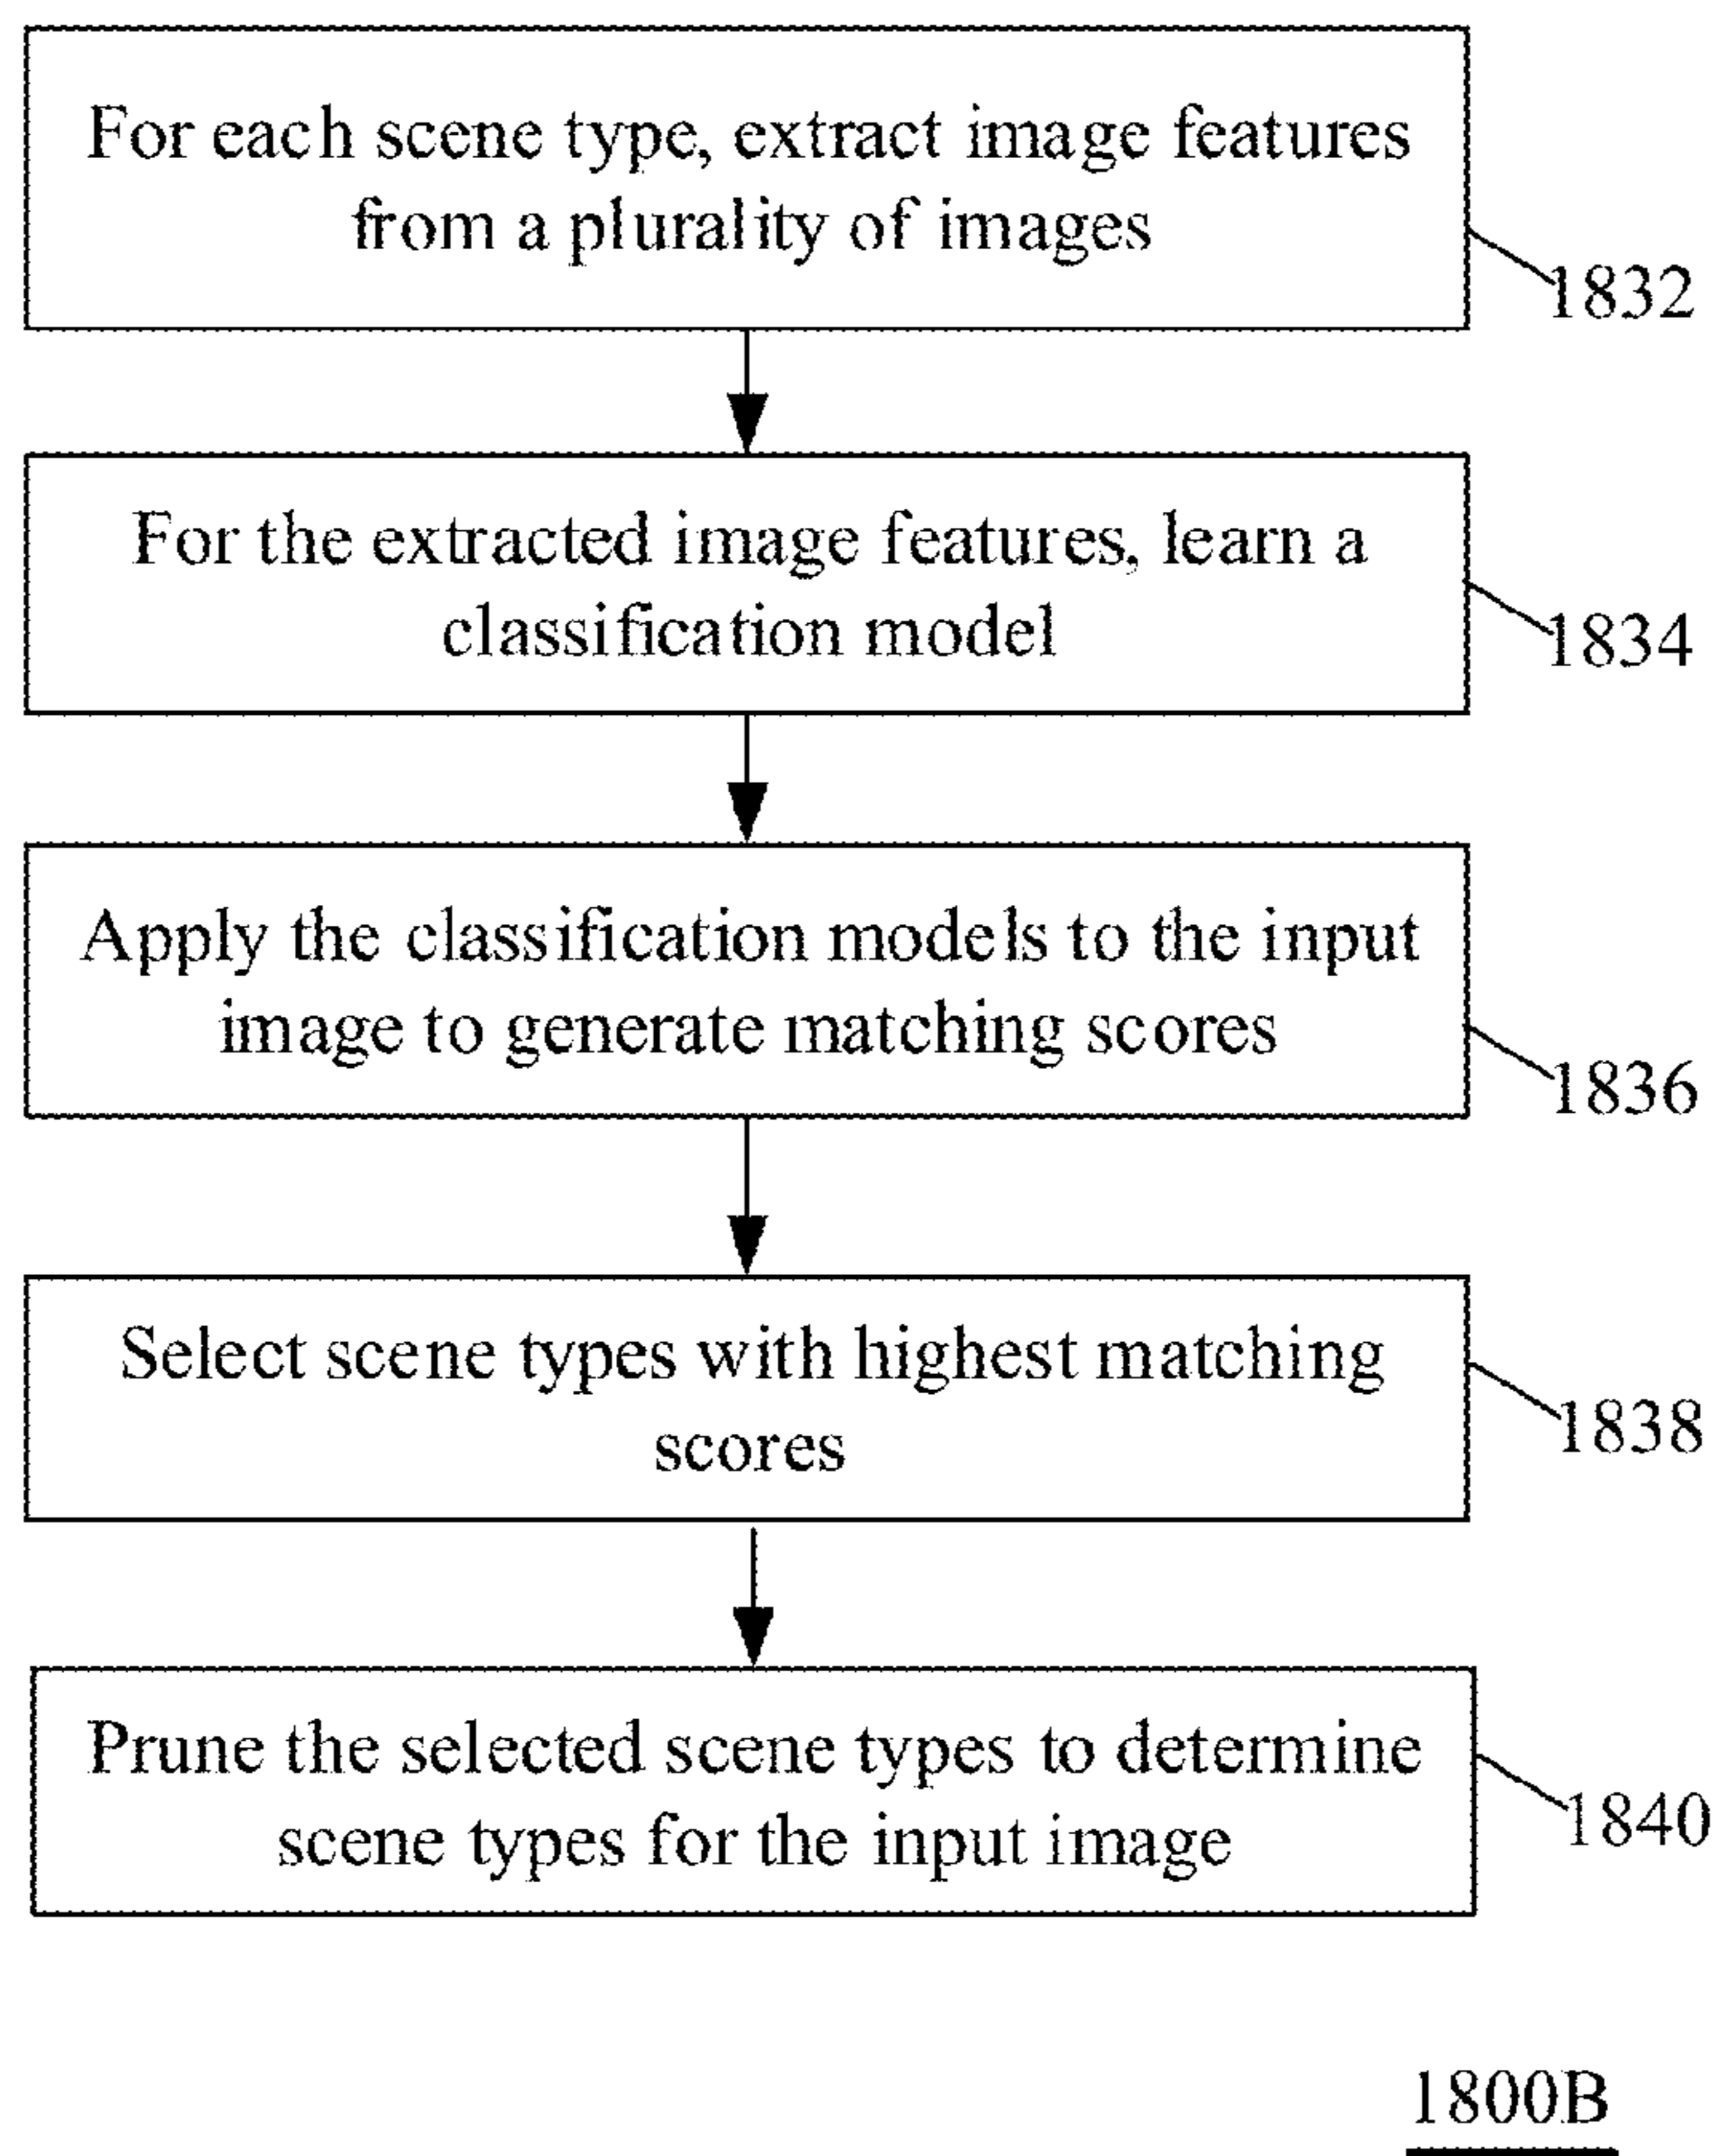 For each scene type, extract image features
from a plurality of images
1832
For the extracted image features, learn a
classification model
1834
Apply the classification models to the input
image to generate matching scores
1836
Select scene types with highest matching
scores
1838
Prune the selected scene types to determine
scene types for the input image
1840
1800B